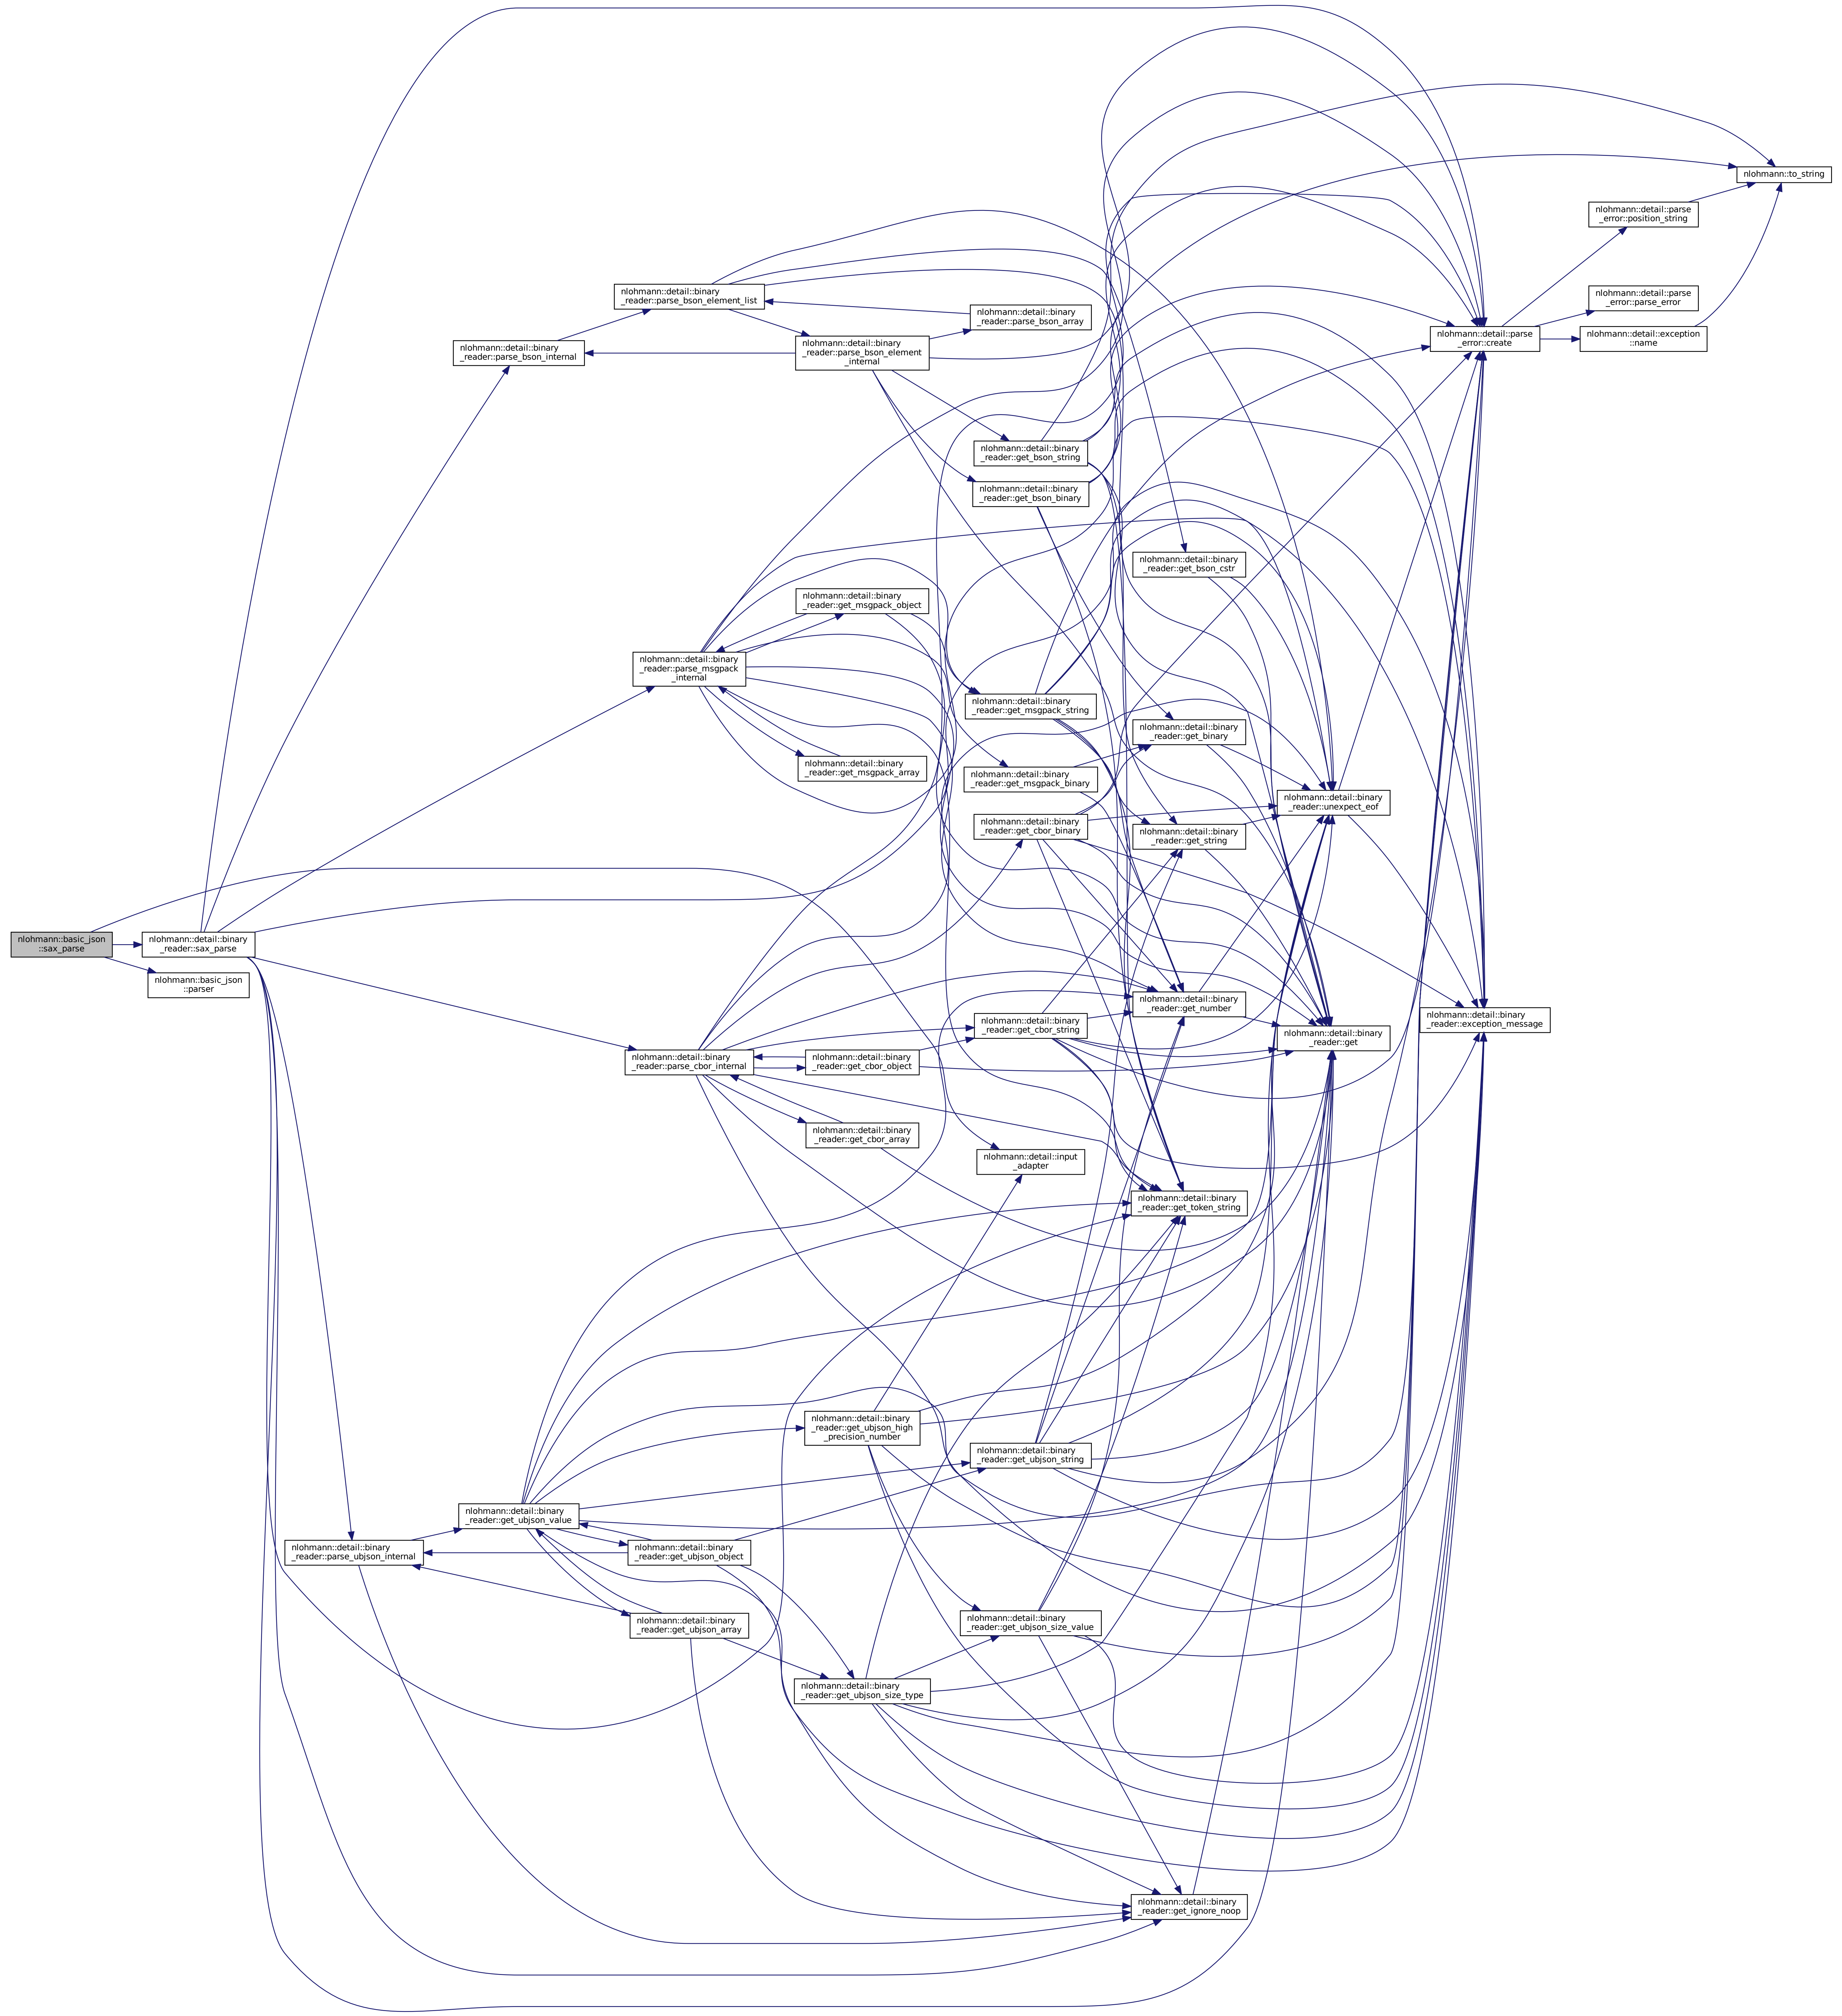 nlohmann::to_string
nlohmann::detail::parse
_error::position_string
nlohmann::detail::binary
_reader::parse_bson_element_list
nlohmann::detail::parse
_error::parse_error
nlohmann::detail::binary
_reader::parse_bson_array
nlohmann::detail::parse
_error::create
nlohmann::detail::exception
::name
nlohmann::detail::binary
_reader::parse_bson_internal
nlohmann::detail::binary
_reader::parse_bson_element
_internal
nlohmann::detail::binary
_reader::get_bson_string
nlohmann::detail::binary
_reader::get_bson_binary
nlohmann::detail::binary
_reader::get_bson_cstr
nlohmann::detail::binary
_reader::get_msgpack_object
nlohmann::detail::binary
_reader::parse_msgpack
_internal
nlohmann::detail::binary
_reader::get_msgpack_string
nlohmann::detail::binary
_reader::get_binary
nlohmann::detail::binary
_reader::get_msgpack_array
nlohmann::detail::binary
_reader::get_msgpack_binary
nlohmann::detail::binary
_reader::unexpect_eof
nlohmann::detail::binary
_reader::get_cbor_binary
nlohmann::detail::binary
_reader::get_string
nlohmann::basic_json
::sax_parse
nlohmann::detail::binary
_reader::sax_parse
nlohmann::basic_json
::parser
nlohmann::detail::binary
_reader::get_number
nlohmann::detail::binary
_reader::exception_message
nlohmann::detail::binary
_reader::get_cbor_string
nlohmann::detail::binary
_reader::get
nlohmann::detail::binary
_reader::parse_cbor_internal
nlohmann::detail::binary
_reader::get_cbor_object
nlohmann::detail::binary
_reader::get_cbor_array
nlohmann::detail::input
_adapter
nlohmann::detail::binary
_reader::get_token_string
nlohmann::detail::binary
_reader::get_ubjson_high
_precision_number
nlohmann::detail::binary
_reader::get_ubjson_string
nlohmann::detail::binary
_reader::get_ubjson_value
nlohmann::detail::binary
_reader::parse_ubjson_internal
nlohmann::detail::binary
_reader::get_ubjson_object
nlohmann::detail::binary
_reader::get_ubjson_array
nlohmann::detail::binary
_reader::get_ubjson_size_value
nlohmann::detail::binary
_reader::get_ubjson_size_type
nlohmann::detail::binary
_reader::get_ignore_noop